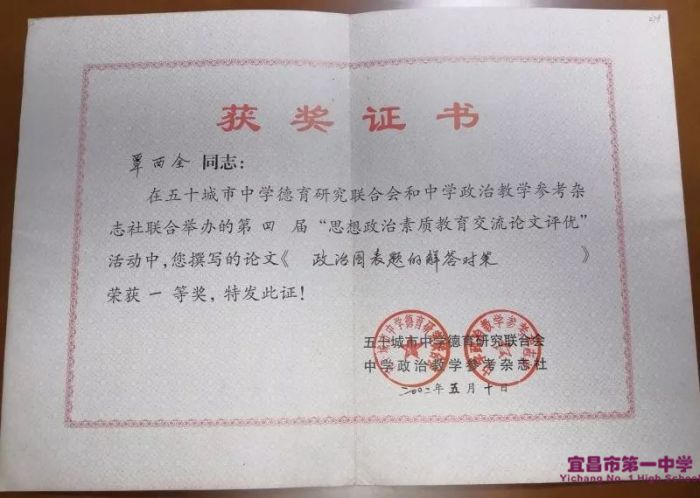 获奖证书
覃西全 同志：
在五十城市中学德育研究联合会和中学政治教学参考杂
志社联合举办的第 四 届“思想政治素质教育交流论文评优”
活动中，您撰写的论文《 政治图表题的解答对策 》
荣获 一 等奖，特发此证！
五十城市中学德育研究联合会
中学政治教学参考杂志社
二00二年五月十日
宜昌市第一中学
Yichang No. 1 High School